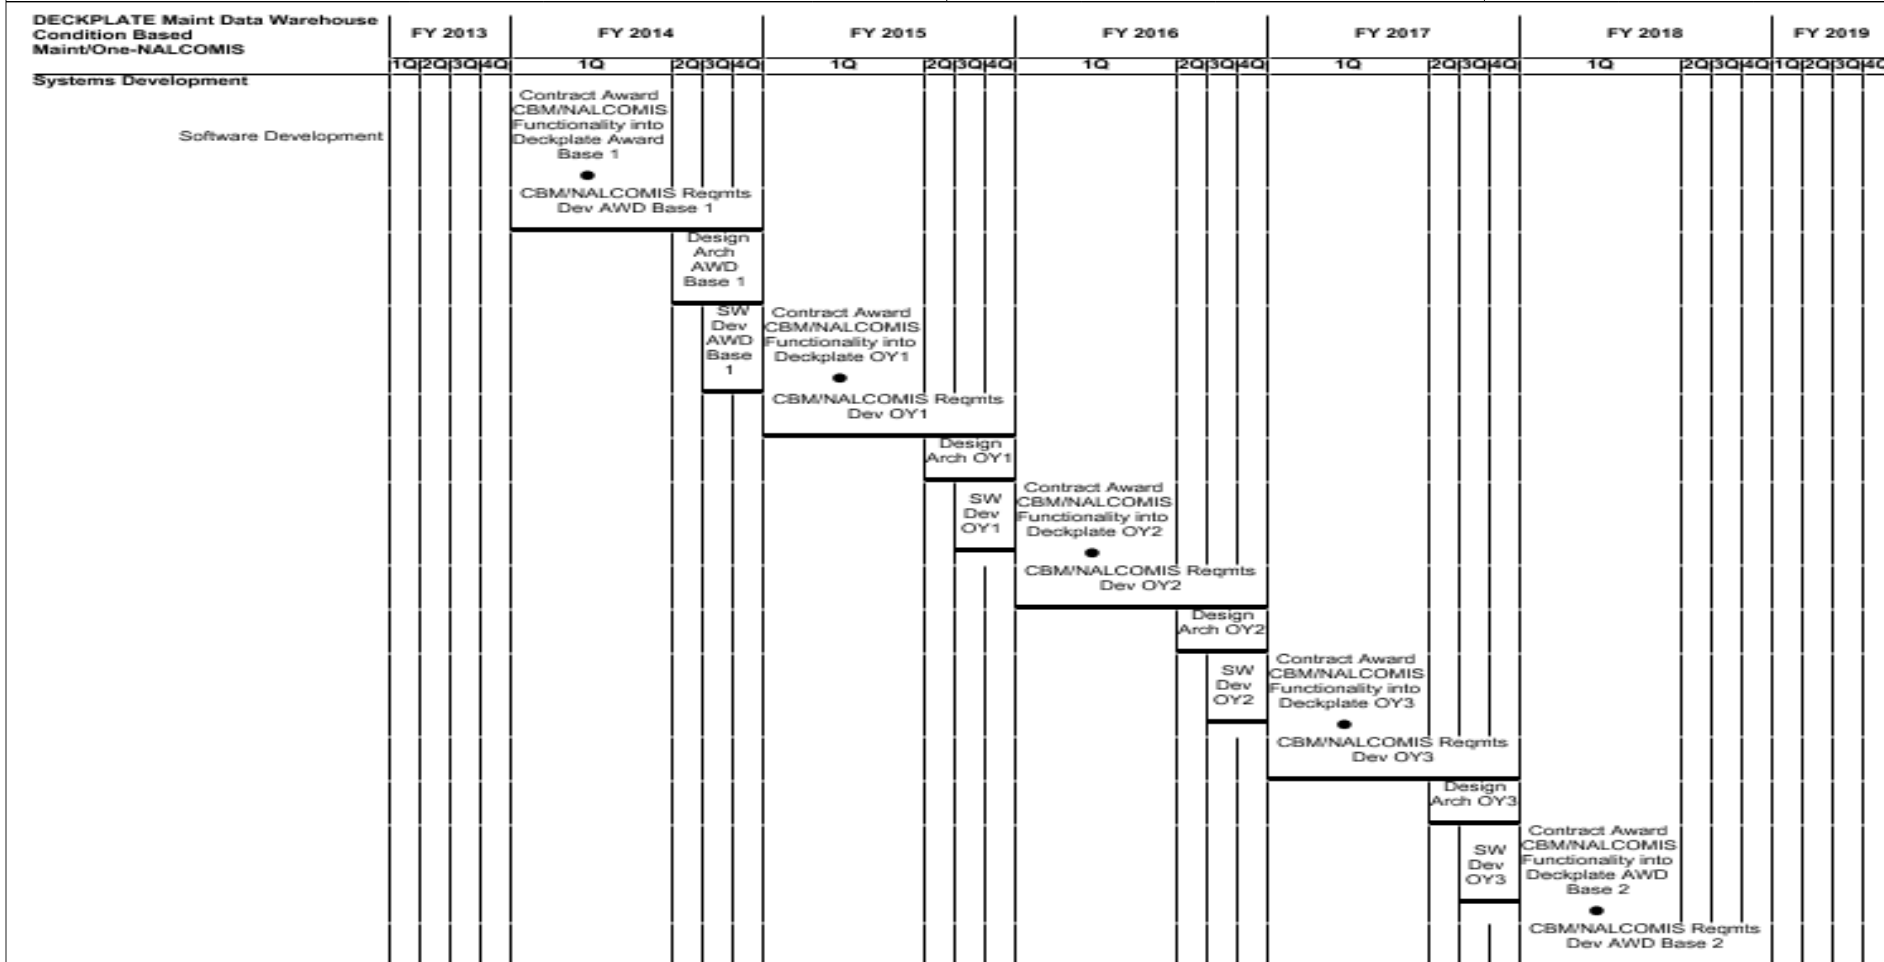 DECKPLATE Maint Data Warehouse
Condition Based
Maint/One-NALCOMIS
FY 2013
FY 2014
FY 2015
FY 2016
FY 2017
FY 2018
FY 2019
1Q 2Q 3Q 4Q 1Q 2Q 3Q 4Q 1Q 2Q 3Q 4Q 1Q 2Q 3Q 4Q 1Q 2Q 3Q 4Q 1Q 2Q 3Q 4Q 1Q 2Q 3Q 4Q
Systems Development
Software Development
Contract Award
CBM/NALCOMIS
Functionality into
Deckplate Award
Base 1
CBM/NALCOMIS Reqmts
Dev AWD Base 1
Design
Arch
AWD
Base 1
SW
Dev
AWD
Base
1
Contract Award
CBM/NALCOMIS
Functionality into
Deckplate OY1
CBM/NALCOMIS Reqmts
Dev OY1
Design
Arch OY1
SW
Dev
OY1
Contract Award
CBM/NALCOMIS
Functionality into
Deckplate OY2
CBM/NALCOMIS Reqmts
Dev OY2
Design
Arch OY2
SW
Dev
OY2
Contract Award
CBM/NALCOMIS
Functionality into
Deckplate OY3
CBM/NALCOMIS Reqmts
Dev OY3
Design
Arch OY3
SW
Dev
OY3
Contract Award
CBM/NALCOMIS
Functionality into
Deckplate AWD
Base 2
CBM/NALCOMIS Reqmts
Dev AWD Base 2